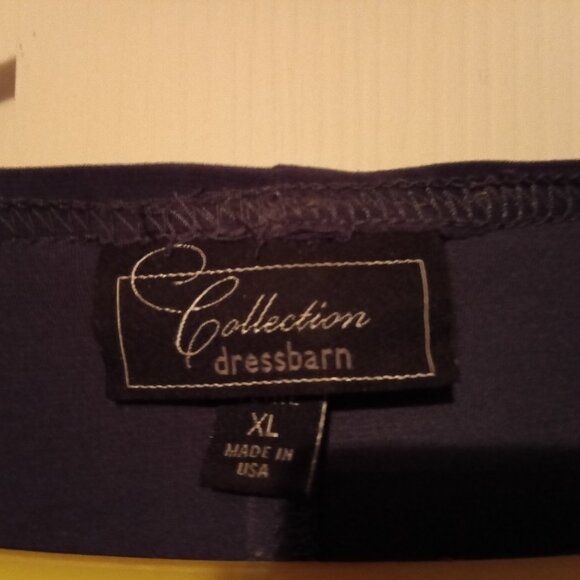 Collection
dressbarn
XL
MADE IN
USA